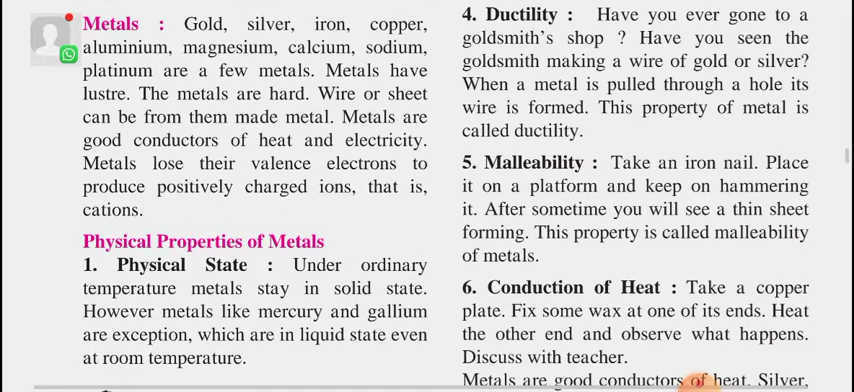 Metals : Gold, silver, iron, copper,
aluminium, magnesium, calcium, sodium,
platinum are a few metals. Metals have
lustre. The metals are hard. Wire or sheet
can be from them made metal. Metals are
good conductors of heat and electricity.
Metals lose their valence electrons to
produce positively charged ions, that is,
cations.
Physical Properties of Metals
1. Physical State : Under ordinary
temperature metals stay in solid state.
However metals like mercury and gallium
are exception, which are in liquid state even
at room temperature.
4. Ductility : Have you ever gone to a
goldsmith's shop ? Have you seen the
goldsmith making a wire of gold or silver?
When a metal is pulled through a hole its
wire is formed. This property of metal is
called ductility.
5. Malleability : Take an iron nail. Place
it on a platform and keep on hammering
it. After sometime you will see a thin sheet
forming. This property is called malleability
of metals.
6. Conduction of Heat : Take a copper
plate. Fix some wax at one of its ends. Heat
the other end and observe what happens.
Discuss with teacher.
Metals are good conductors of heat. Silver,